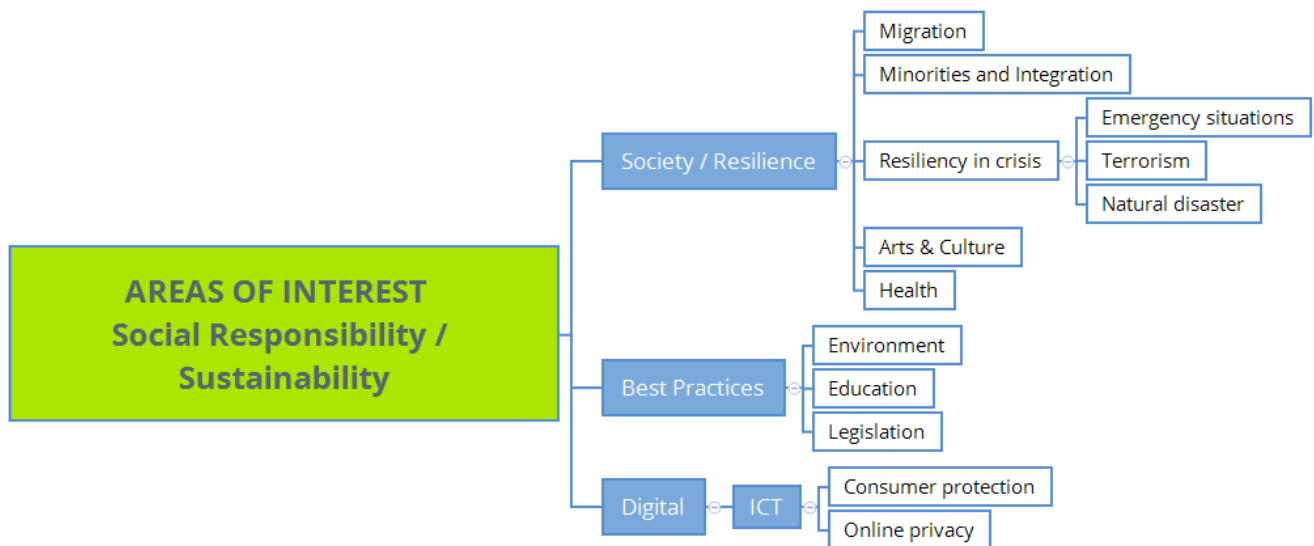 AREAS OF INTEREST
Social Responsibility /
Sustainability
Society / Resilience
Migration
Minorities and Integration
Resiliency in crisis
Emergency situations
Terrorism
Natural disaster
Arts & Culture
Health
Best Practices
Environment
Education
Legislation
Digital
ICT
Consumer protection
Online privacy